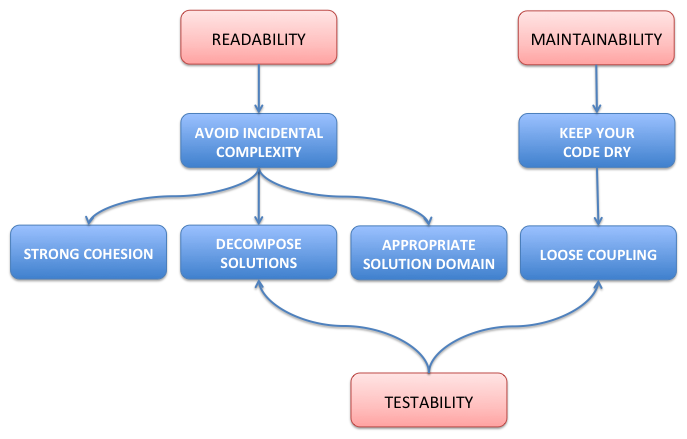 READABILITY
MAINTAINABILITY
AVOID INCIDENTAL
COMPLEXITY
KEEP YOUR
CODE DRY
STRONG COHESION
DECOMPOSE
SOLUTIONS
APPROPRIATE
SOLUTION DOMAIN
LOOSE COUPLING
TESTABILITY